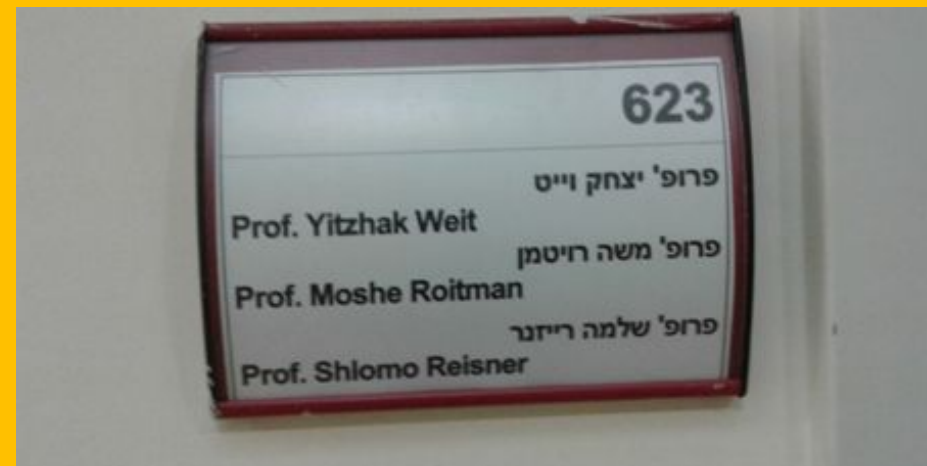 623
פרופ' יצחק וייט
Prof. Yitzhak Weit
פרופ' משה רויטמן
Prof. Moshe Roitman
פרופ' שלמה רייזנר
Prof. Shlomo Reisner